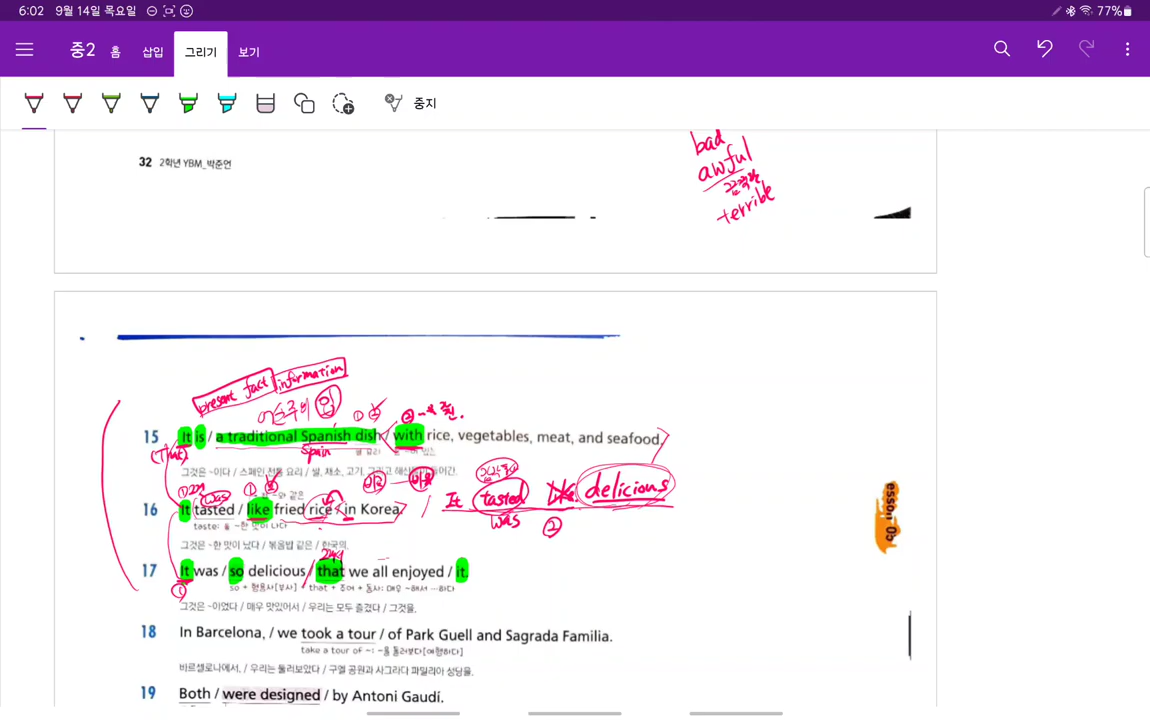 6:02 9월 14일 목요일 77%
중2 홈 삽입 그리기 보기
중지
bad
awful
끔찍한
terrible
32 2학년 YBM_박준언
present fact information
15 It is / a traditional Spanish dish / with rice, vegetables, meat, and seafood.
Spain
그것은 ~이다 / 스페인 전통 요리 / 쌀, 채소, 고기, 그리고 해산물이 들어간.
was
16 It tasted / like fried rice / in Korea. / It tasted like delicious
was ②
taste: ~한 맛이 나다
그것은 ~한 맛이 났다 / 볶음밥 같은 / 한국의.
17 It was / so delicious / that we all enjoyed / it.
①
so + 형용사[부사] that + 주어 + 동사: 매우 ~해서 …하다
그것은 ~이었다 / 매우 맛있어서 / 우리는 모두 즐겼다 / 그것을.
18 In Barcelona, / we took a tour / of Park Guell and Sagrada Familia.
take a tour of ~: ~을 둘러보다[여행하다]
바르셀로나에서, / 우리는 둘러보았다 / 구엘 공원과 사그라다 파밀리아 성당을.
19 Both / were designed / by Antoni Gaudí.
esson 05